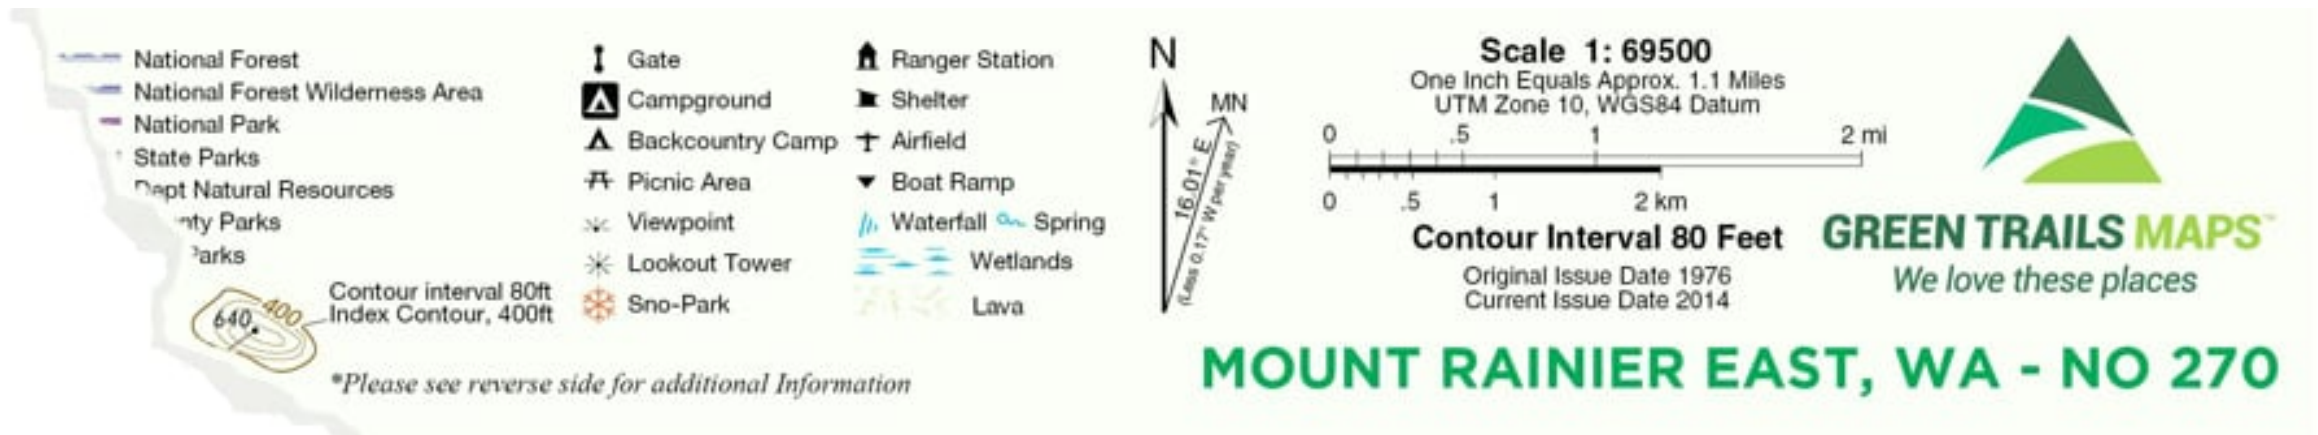 National Forest
National Forest Wilderness Area
National Park
State Parks
Natural Resources
Parks
Contour interval 80ft
Index Contour, 400ft
400
640
*Please see reverse side for additional Information
Gate
Campground
Backcountry Camp
Picnic Area
Viewpoint
Lookout Tower
Sno-Park
Ranger Station
Shelter
Airfield
Boat Ramp
Waterfall Spring
Wetlands
Lava
N
MN
16.01° E
(Less 0.17° W per year)
Scale 1: 69500
One Inch Equals Approx. 1.1 Miles
UTM Zone 10, WGS84 Datum
0 .5 1 2 mi
0 .5 1 2 km
Contour Interval 80 Feet
Original Issue Date 1976
Current Issue Date 2014
GREEN TRAILS MAPS™
We love these places
MOUNT RAINIER EAST, WA - NO 270